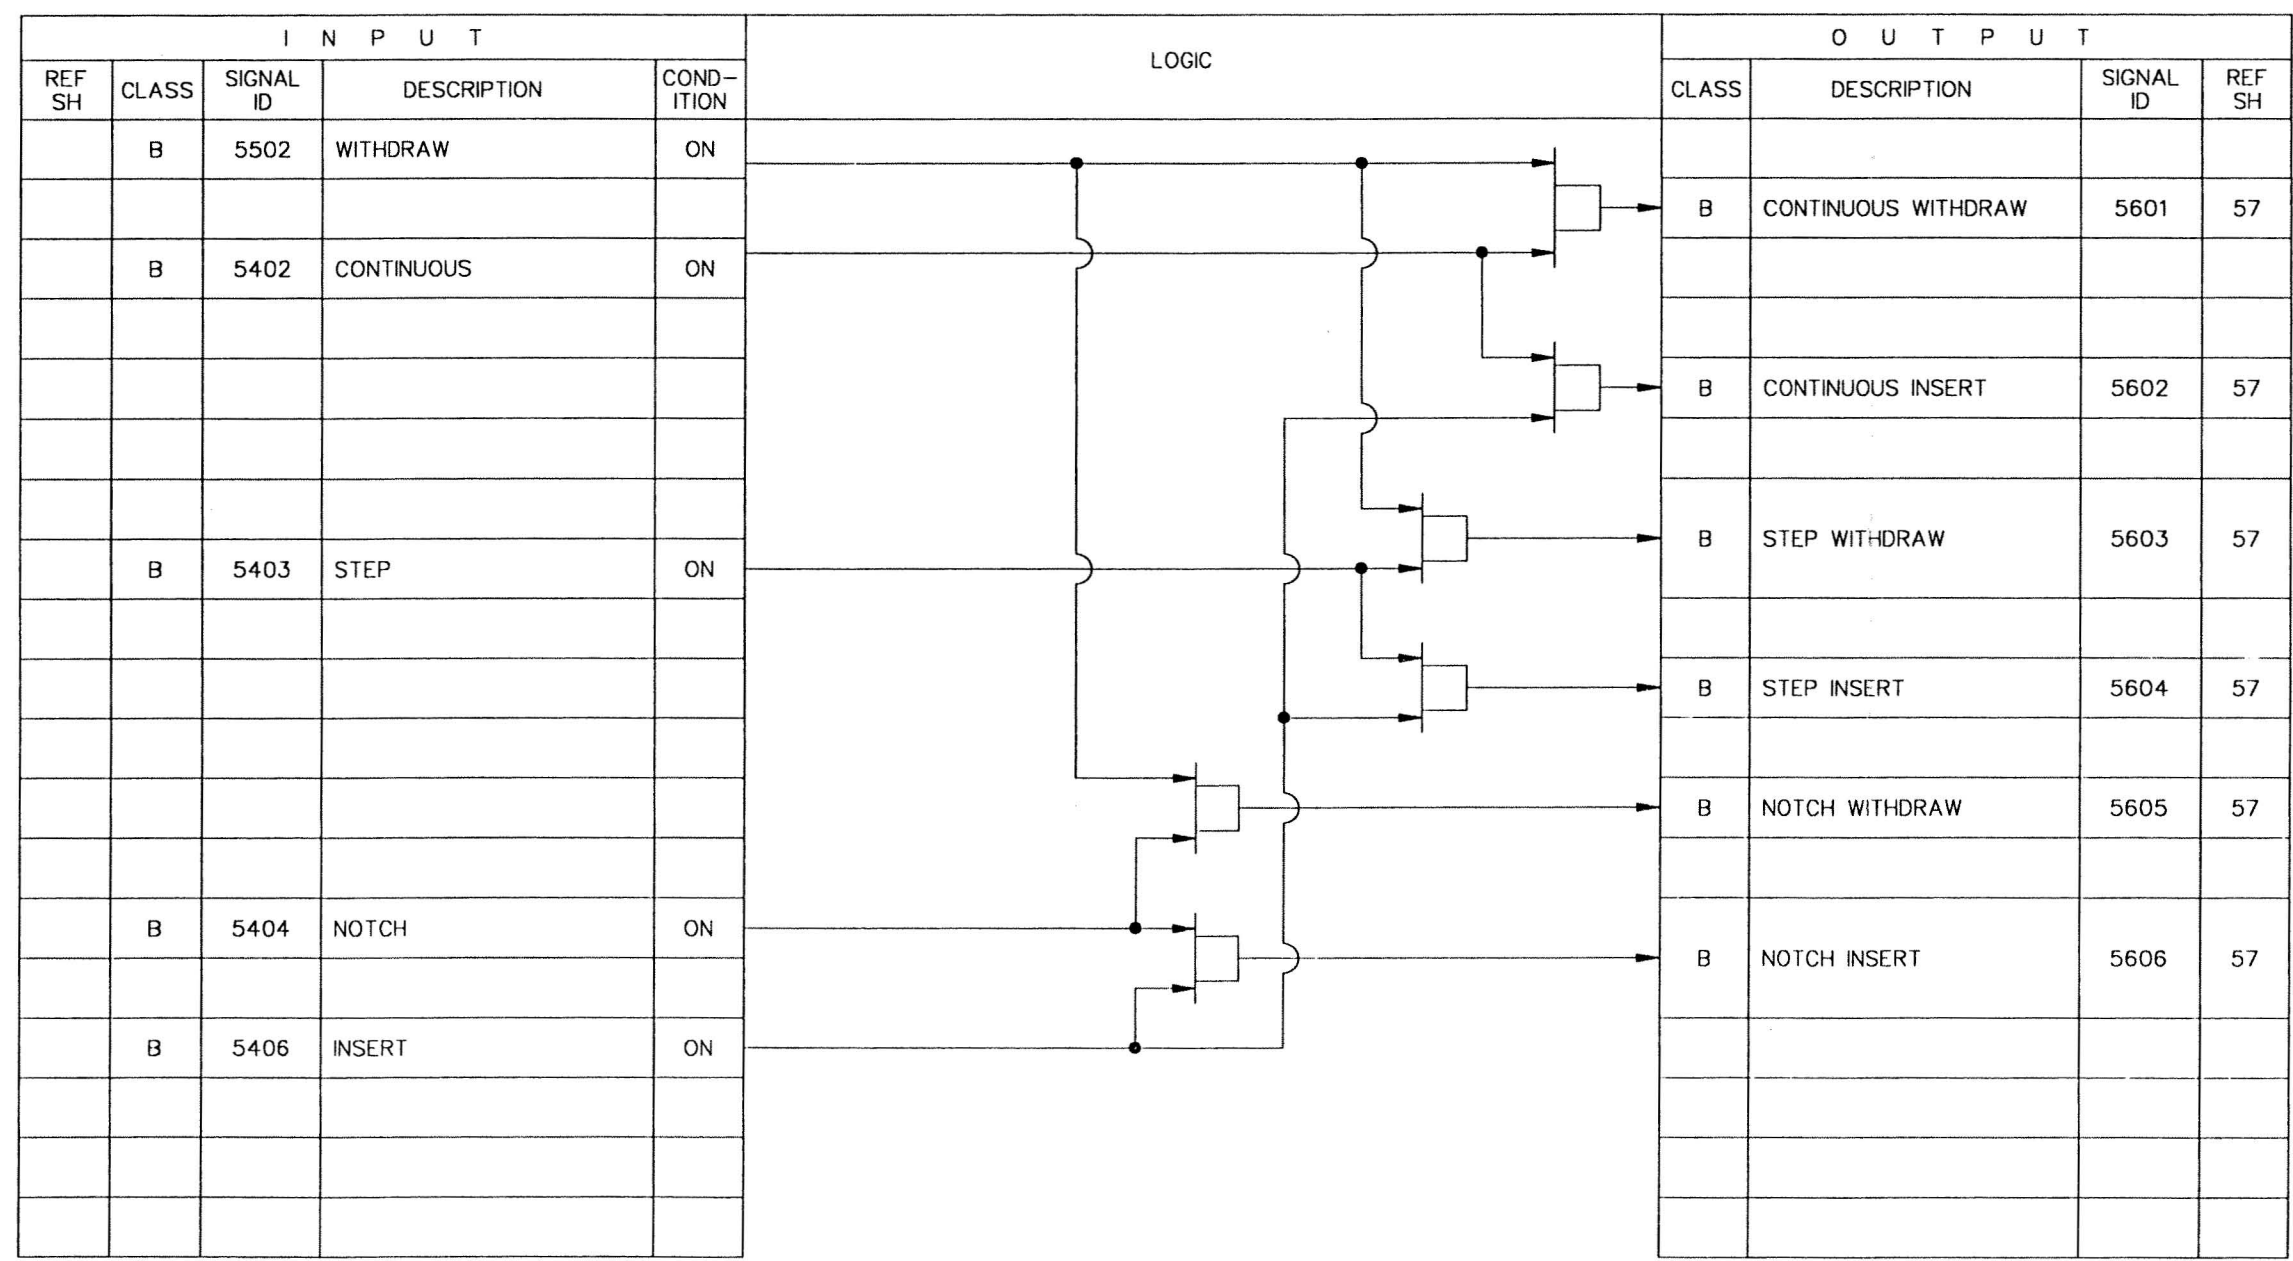 I N P U T
LOGIC
O U T P U T
REF SH
CLASS
SIGNAL ID
DESCRIPTION
COND-ITION
CLASS
DESCRIPTION
SIGNAL ID
REF SH
B 5502 WITHDRAW ON
B CONTINUOUS WITHDRAW 5601 57
B 5402 CONTINUOUS ON
B CONTINUOUS INSERT 5602 57
B STEP WITHDRAW 5603 57
B 5403 STEP ON
B STEP INSERT 5604 57
B NOTCH WITHDRAW 5605 57
B 5404 NOTCH ON
B NOTCH INSERT 5606 57
B 5406 INSERT ON